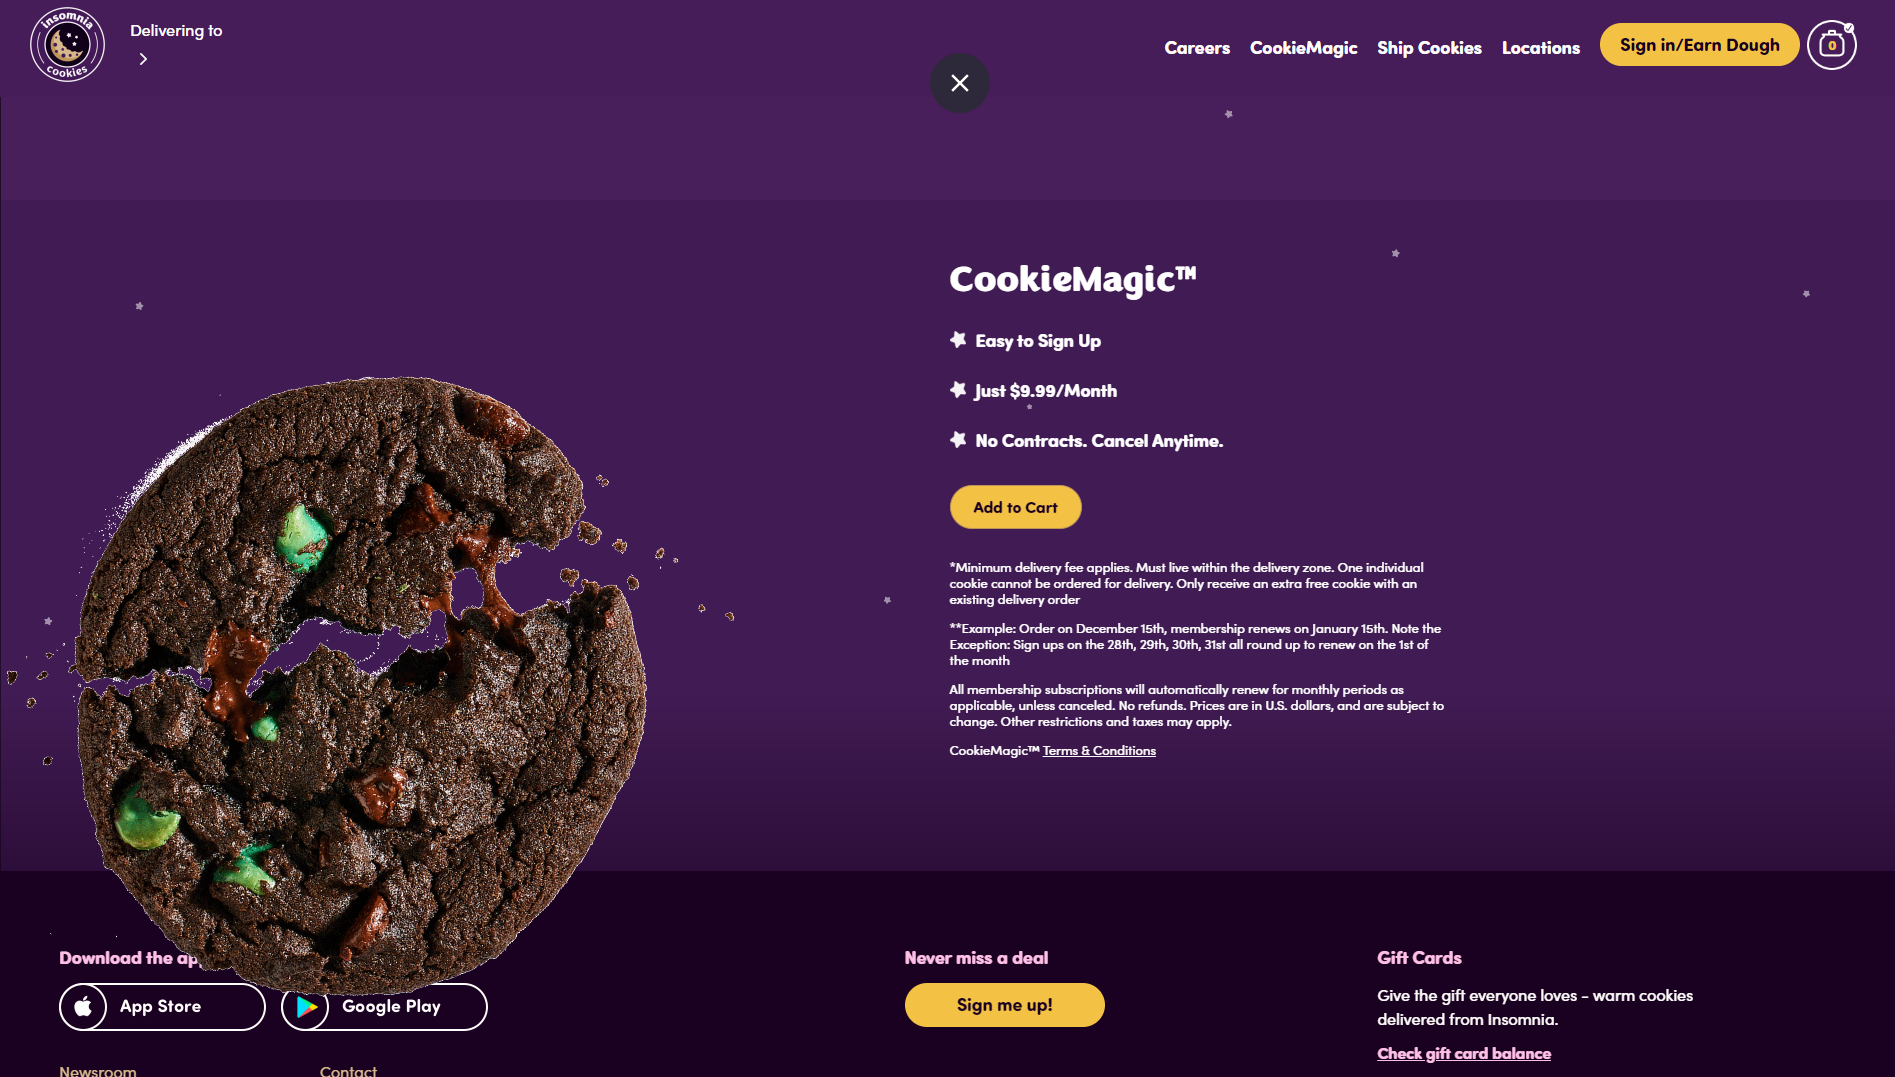 insomnia
cookies
Delivering to
Careers
CookieMagic
Ship Cookies
Locations
Sign in/Earn Dough
0
CookieMagic™
Easy to Sign Up
Just $9.99/Month
No Contracts. Cancel Anytime.
Add to Cart
*Minimum delivery fee applies. Must live within the delivery zone. One individual
cookie cannot be ordered for delivery. Only receive an extra free cookie with an
existing delivery order
**Example: Order on December 15th, membership renews on January 15th. Note the
Exception: Sign ups on the 28th, 29th, 30th, 31st all round up to renew on the 1st of
the month
All membership subscriptions will automatically renew for monthly periods as
applicable, unless canceled. No refunds. Prices are in U.S. dollars, and are subject to
change. Other restrictions and taxes may apply.
CookieMagic™ Terms & Conditions
Download the ap
App Store
Google Play
Never miss a deal
Sign me up!
Gift Cards
Give the gift everyone loves – warm cookies
delivered from Insomnia.
Check gift card balance
Newsroom
Contact